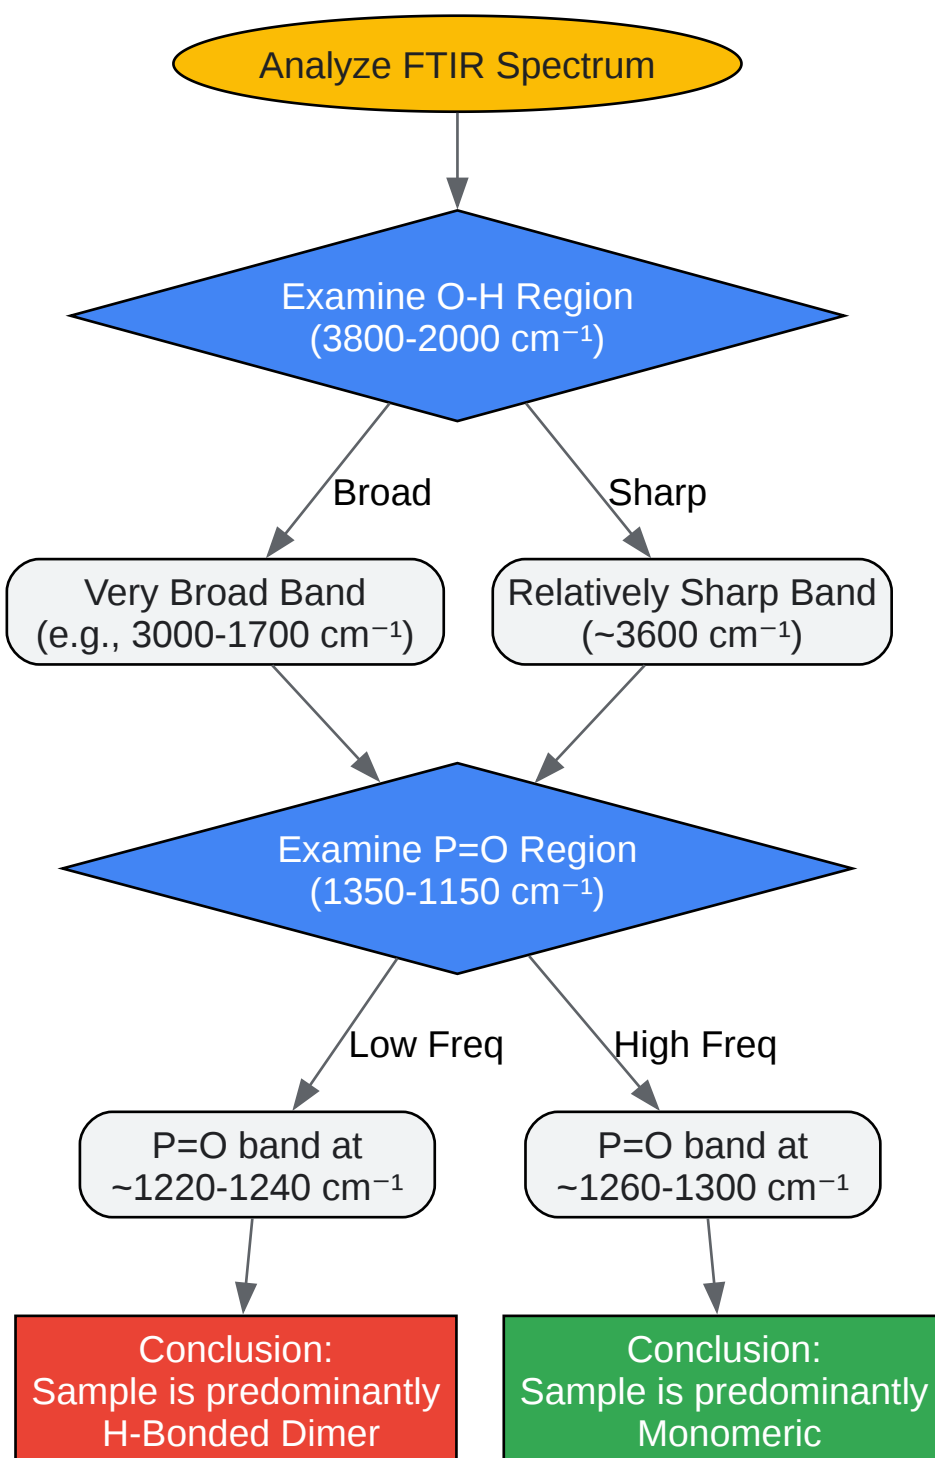 Analyze FTIR Spectrum
Examine O-H Region
(3800-2000 cm⁻¹)
Broad
Sharp
Very Broad Band
(e.g., 3000-1700 cm⁻¹)
Relatively Sharp Band
(~3600 cm⁻¹)
Examine P=O Region
(1350-1150 cm⁻¹)
Low Freq
High Freq
P=O band at
~1220-1240 cm⁻¹
P=O band at
~1260-1300 cm⁻¹
Conclusion:
Sample is predominantly
H-Bonded Dimer
Conclusion:
Sample is predominantly
Monomeric